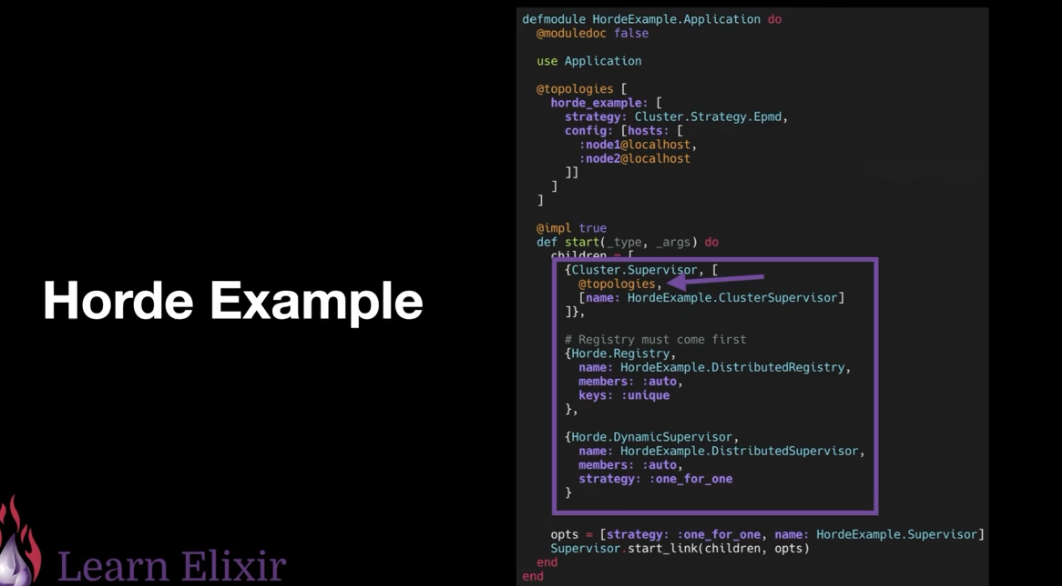 Horde Example
Learn Elixir
defmodule HordeExample.Application do
  @moduledoc false
  use Application
  @topologies [
    horde_example: [
      strategy: Cluster.Strategy.Epmd,
      config: [hosts: [
        :node1@localhost,
        :node2@localhost
      ]]
    ]
  ]
  @impl true
  def start(_type, _args) do
    children = [
      {Cluster.Supervisor, [
        @topologies,
        [name: HordeExample.ClusterSupervisor]
      ]},
      # Registry must come first
      {Horde.Registry,
        name: HordeExample.DistributedRegistry,
        members: :auto,
        keys: :unique
      },
      {Horde.DynamicSupervisor,
        name: HordeExample.DistributedSupervisor,
        members: :auto,
        strategy: :one_for_one
      }
    opts = [strategy: :one_for_one, name: HordeExample.Supervisor]
    Supervisor.start_link(children, opts)
  end
end